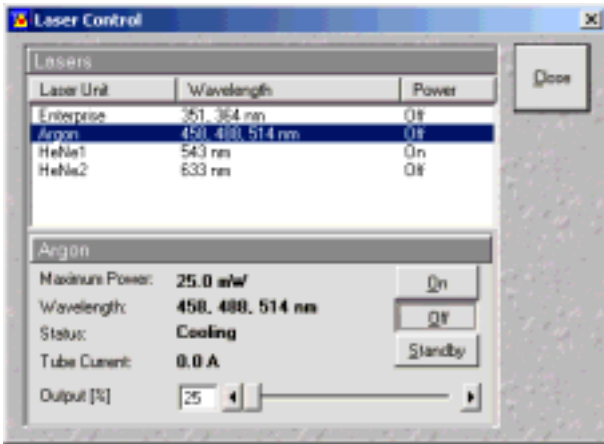 Laser Control
Lasers
Close
Laser Unit Wavelength Power
Enterprise 351, 364 nm Off
Argon 458, 488, 514 nm Off
HeNe1 543 nm On
HeNe2 633 nm Off
Argon
Maximum Power: 25.0 mW
On
Wavelength: 458, 488, 514 nm
Off
Status: Cooling
Standby
Tube Current: 0.0 A
Output [%] 25